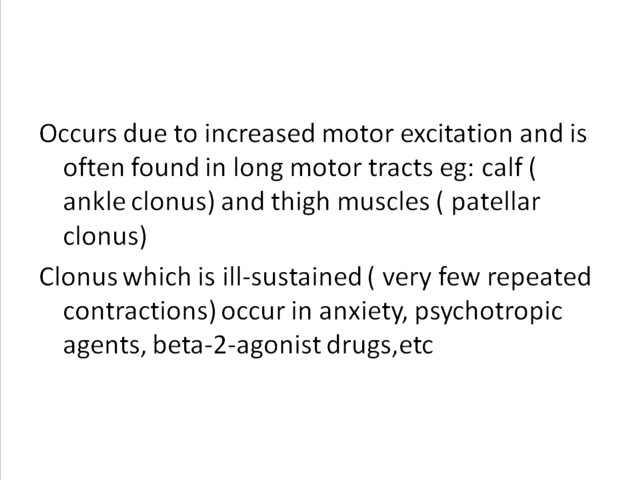 Occurs due to increased motor excitation and is
often found in long motor tracts eg: calf (
ankle clonus) and thigh muscles ( patellar
clonus)
Clonus which is ill-sustained ( very few repeated
contractions) occur in anxiety, psychotropic
agents, beta-2-agonist drugs,etc